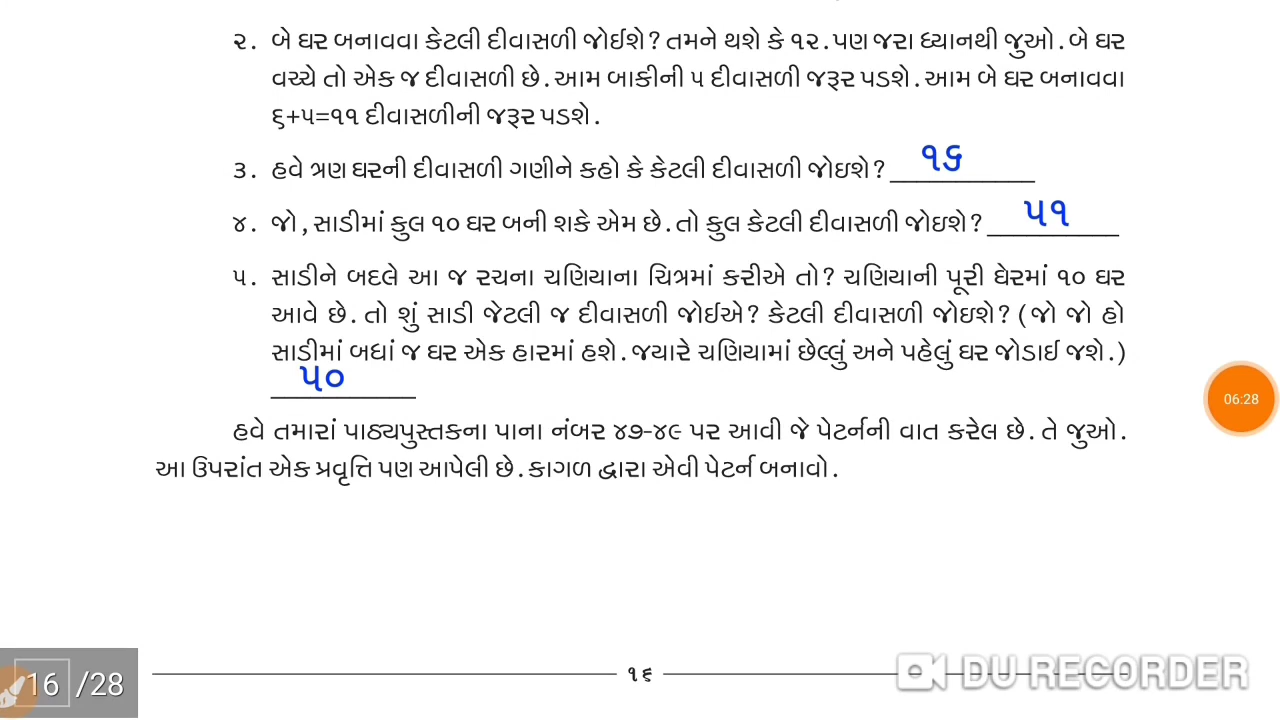 ૨. બે ઘર બનાવવા કેટલી દીવાસળી જોઈશે? તમને થશે કે ૧૨. પણ જરા ધ્યાનથી જુઓ. બે ઘર
વચ્ચે તો એક જ દીવાસળી છે. આમ બાકીની ૫ દીવાસળી જરૂર પડશે. આમ બે ઘર બનાવવા
૬+૫=૧૧ દીવાસળીની જરૂર પડશે.
૩. હવે ત્રણ ઘરની દીવાસળી ગણીને કહો કે કેટલી દીવાસળી જોઇશે? ૧૬
૪. જો, સાડીમાં કુલ ૧૦ ઘર બની શકે એમ છે. તો કુલ કેટલી દીવાસળી જોઇશે? ૫૧
૫. સાડીને બદલે આ જ રચના ચણિયાના ચિત્રમાં કરીએ તો? ચણિયાની પૂરી ઘેરમાં ૧૦ ઘર
આવે છે. તો શું સાડી જેટલી જ દીવાસળી જોઈએ? કેટલી દીવાસળી જોઇશે? (જો જો હો
સાડીમાં બધાં જ ઘર એક હારમાં હશે. જ્યારે ચણિયામાં છેલ્લું અને પહેલું ઘર જોડાઈ જશે.)
૫૦
06:28
હવે તમારાં પાઠ્યપુસ્તકના પાના નંબર ૪૭-૪૯ પર આવી જે પેટર્નની વાત કરેલ છે. તે જુઓ.
આ ઉપરાંત એક પ્રવૃત્તિ પણ આપેલી છે. કાગળ દ્વારા એવી પેટર્ન બનાવો.
16 /28
૧૬
DU RECORDER